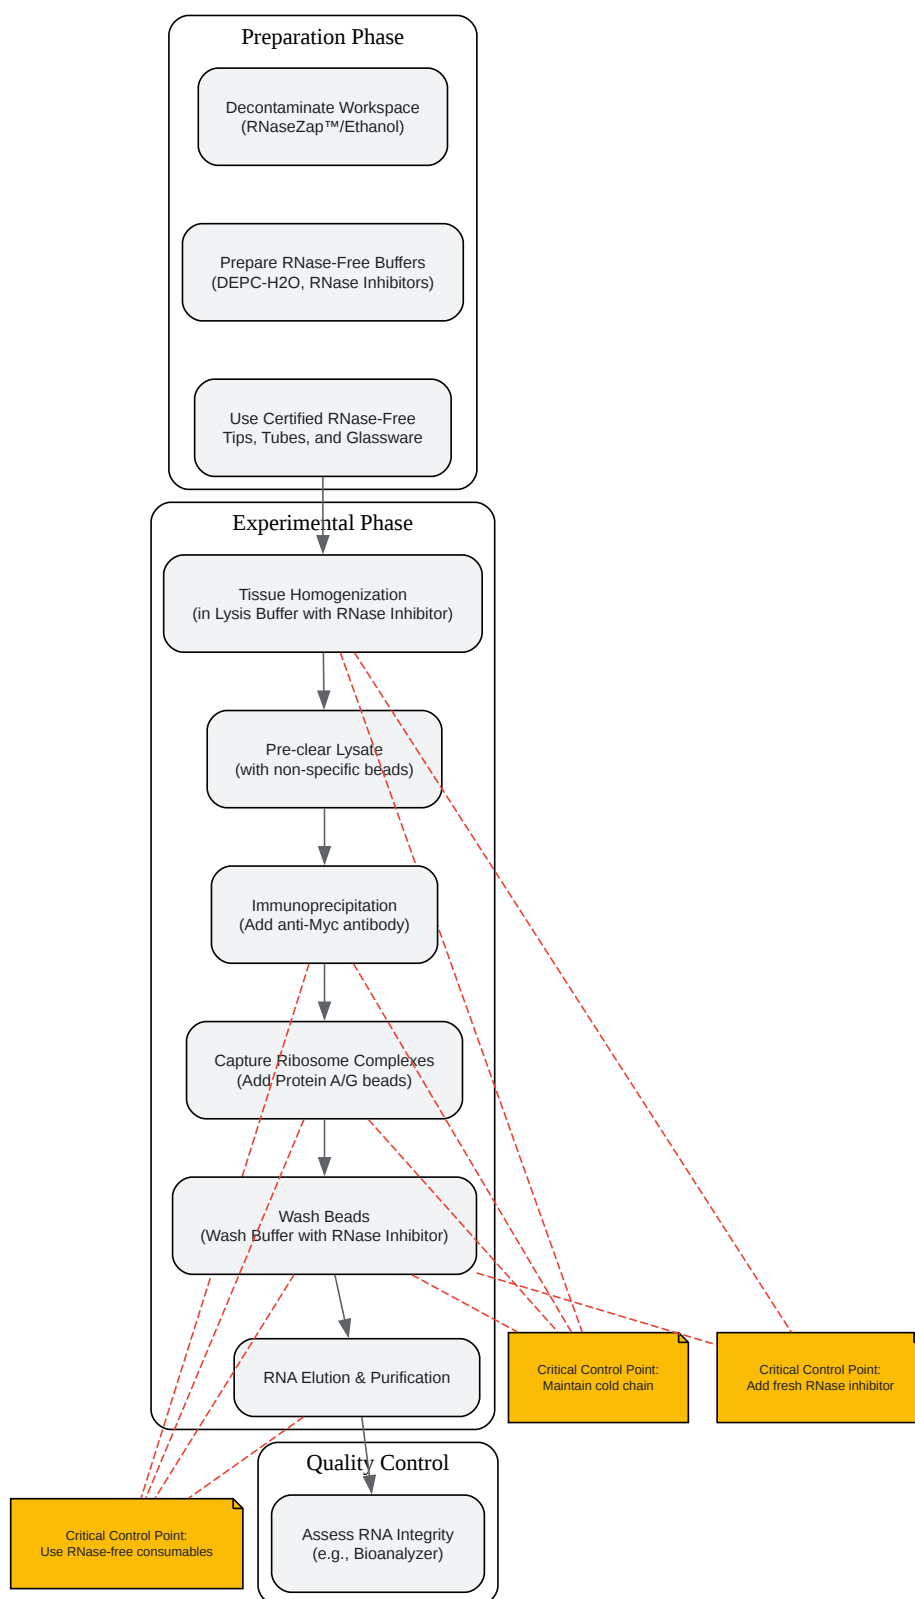 Preparation Phase
Decontaminate Workspace
(RNaseZap™/Ethanol)
Prepare RNase-Free Buffers
(DEPC-H2O, RNase Inhibitors)
Use Certified RNase-Free
Tips, Tubes, and Glassware
Experimental Phase
Tissue Homogenization
(in Lysis Buffer with RNase Inhibitor)
Pre-clear Lysate
(with non-specific beads)
Immunoprecipitation
(Add anti-Myc antibody)
Capture Ribosome Complexes
(Add Protein A/G beads)
Wash Beads
(Wash Buffer with RNase Inhibitor)
RNA Elution & Purification
Critical Control Point:
Maintain cold chain
Critical Control Point:
Add fresh RNase inhibitor
Quality Control
Assess RNA Integrity
(e.g., Bioanalyzer)
Critical Control Point:
Use RNase-free consumables